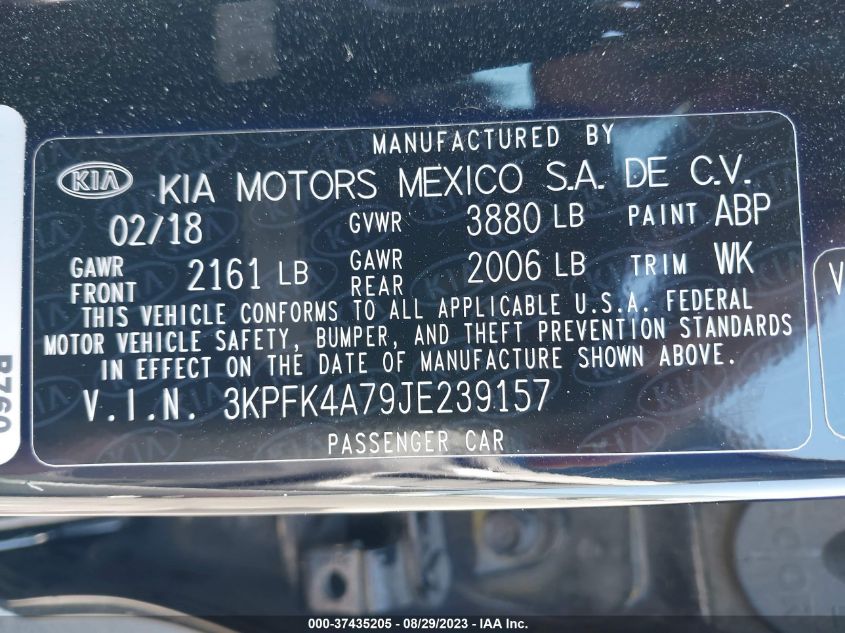 MANUFACTURED BY
KIA KIA MOTORS MEXICO S.A. DE C.V.
02/18 GVWR 3880 LB PAINT ABP
GAWR FRONT 2161 LB GAWR REAR 2006 LB TRIM WK
THIS VEHICLE CONFORMS TO ALL APPLICABLE U.S.A. FEDERAL
MOTOR VEHICLE SAFETY, BUMPER, AND THEFT PREVENTION STANDARDS
IN EFFECT ON THE DATE OF MANUFACTURE SHOWN ABOVE.
V.I.N. 3KPFK4A79JE239157
PASSENGER CAR
000-37435205 - 08/29/2023 - IAA Inc.